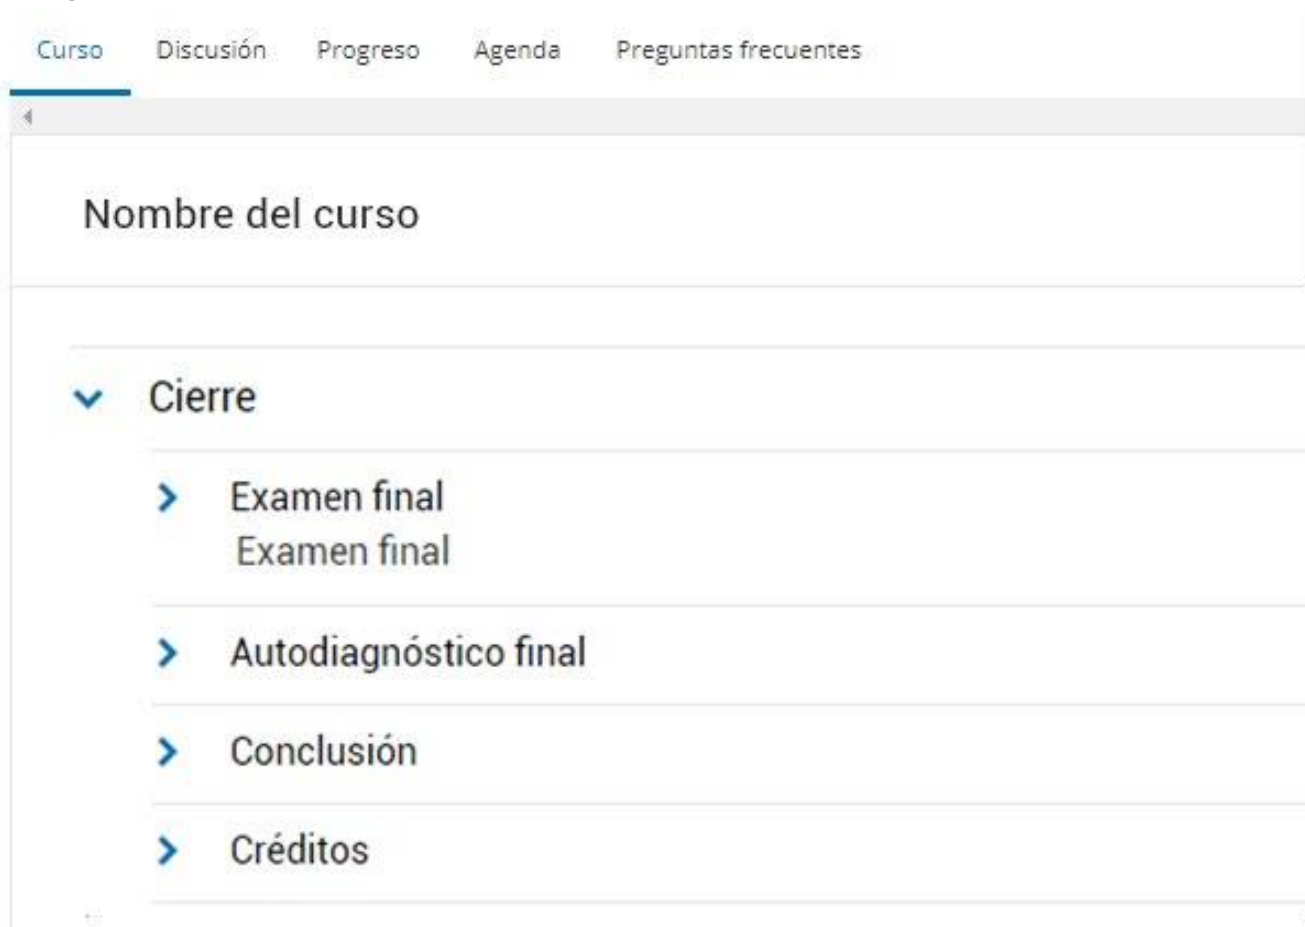 Curso Discusión Progreso Agenda Preguntas frecuentes
Nombre del curso
Cierre
Examen final
Examen final
Autodiagnóstico final
Conclusión
Créditos